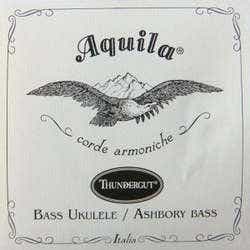 Aquila®
corde armoniche
THUNDERGUT®
BASS UKULELE / ASHBORY BASS
Italia